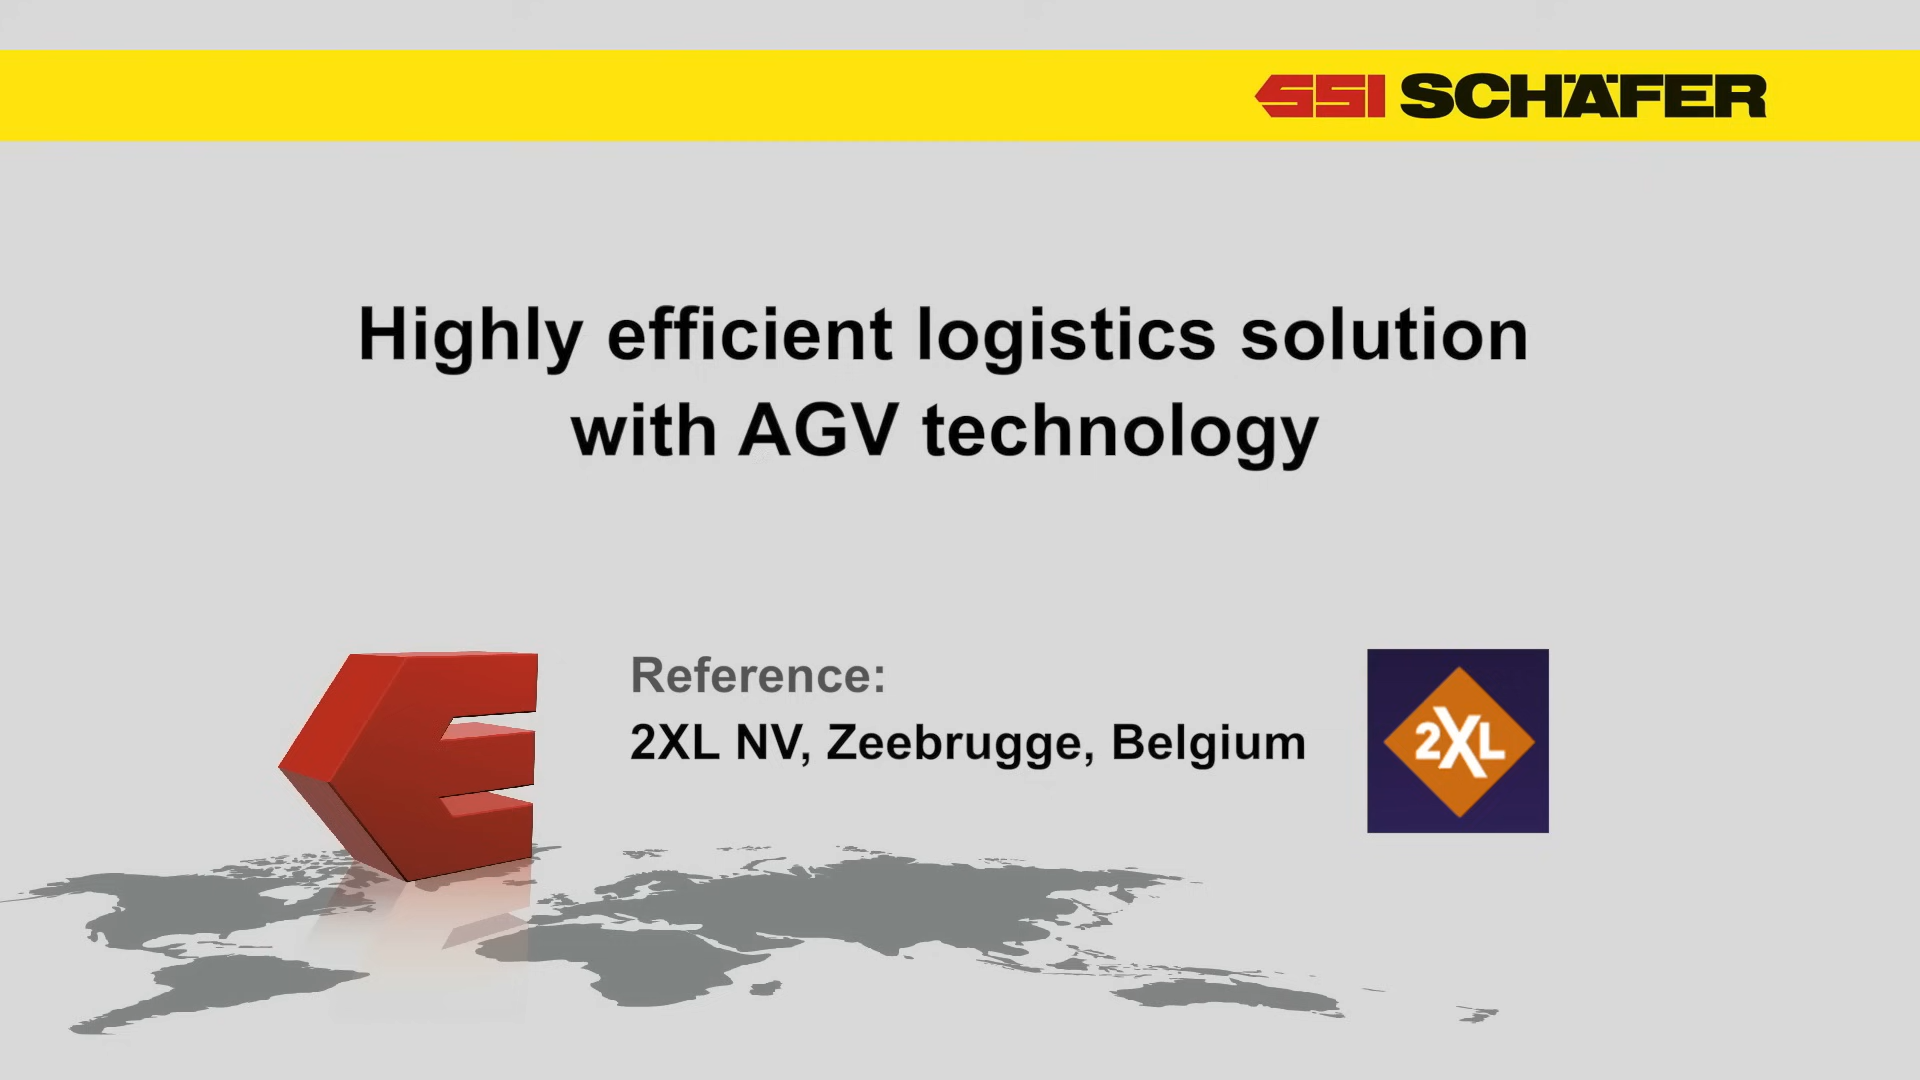 SSI SCHÄFER
Highly efficient logistics solution
with AGV technology
Reference:
2XL NV, Zeebrugge, Belgium
2XL